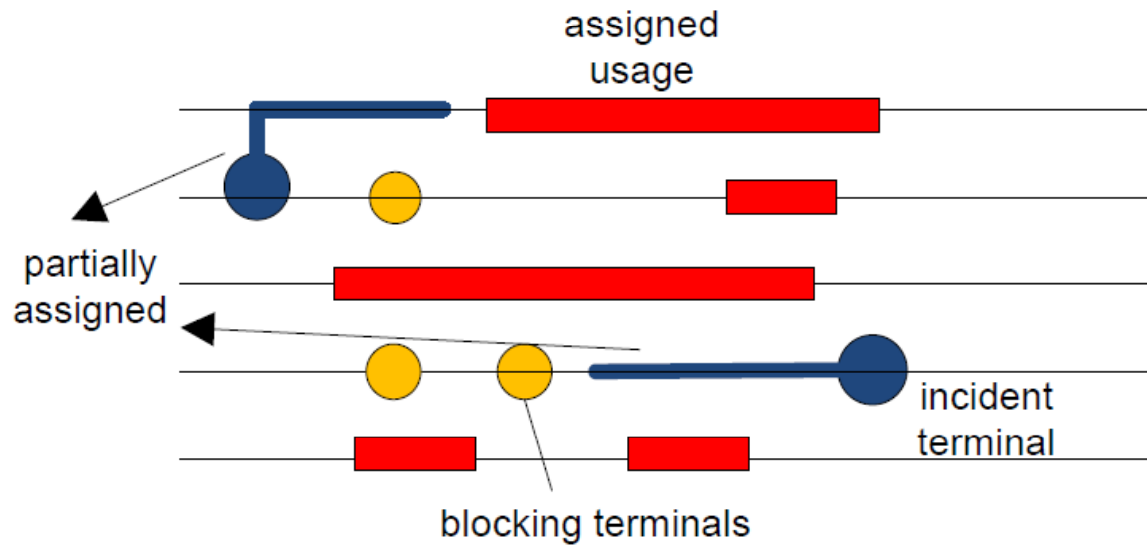 assigned
usage
partially
assigned
incident
terminal
blocking terminals